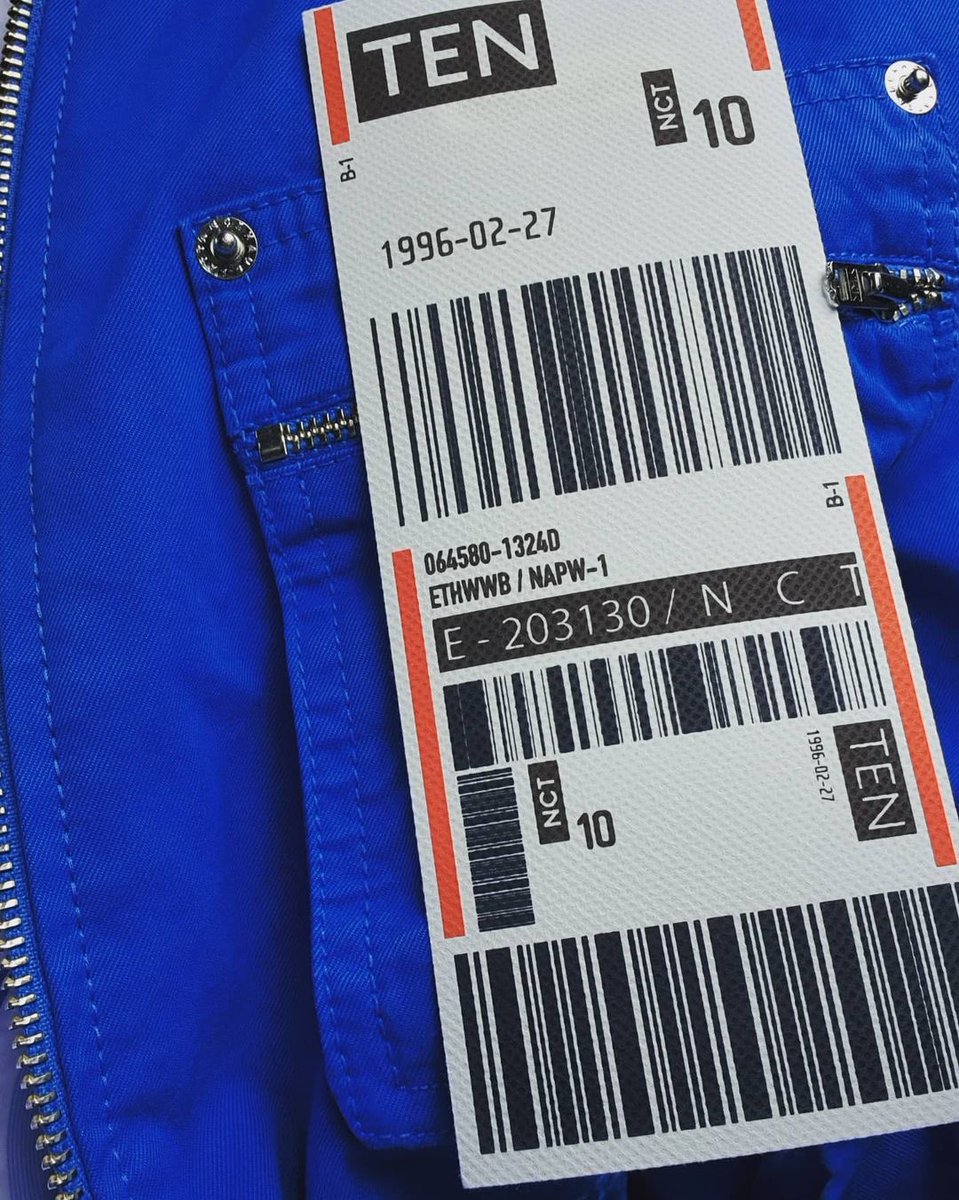 TEN
NCT 10
B-1
1996-02-27
B-1
064580-1324D
ETHWWB / NAPW-1
E - 203130 / N C T
1996-02-27
TEN
NCT 10